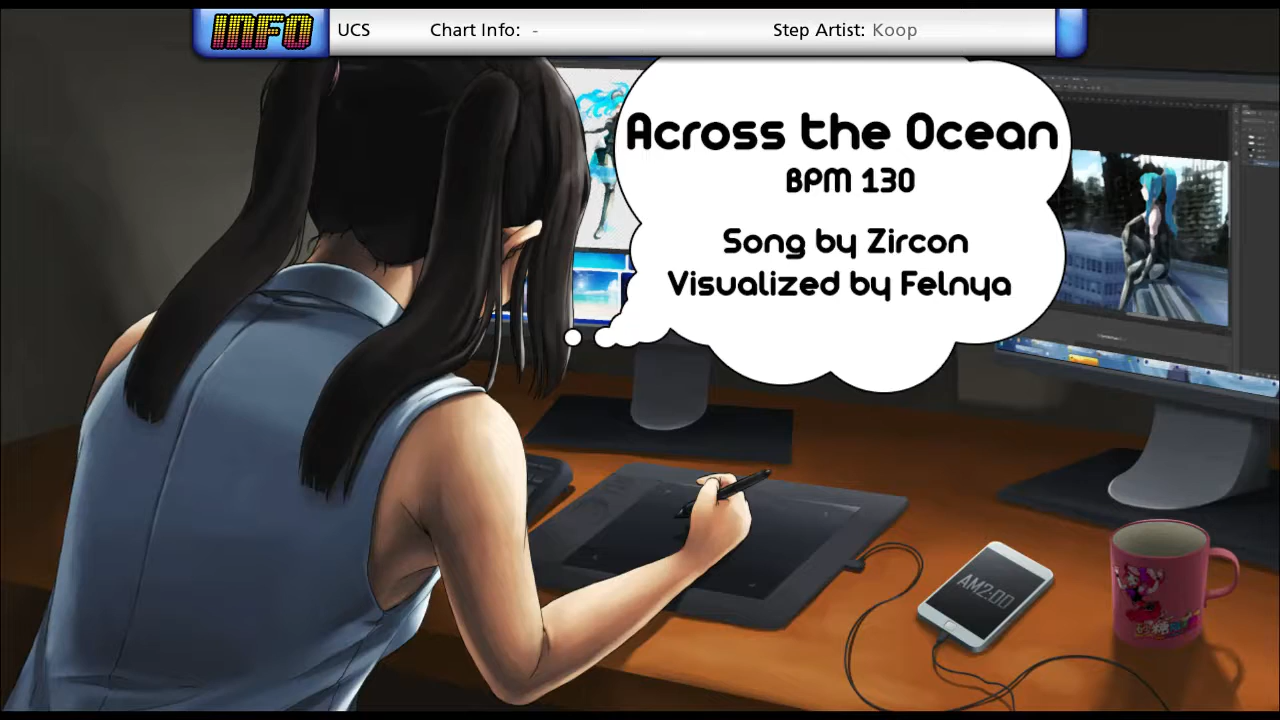 INFO
UCS Chart Info: - Step Artist: Koop
Across the Ocean
BPM 130
Song by Zircon
Visualized by Felnya
AM2:00